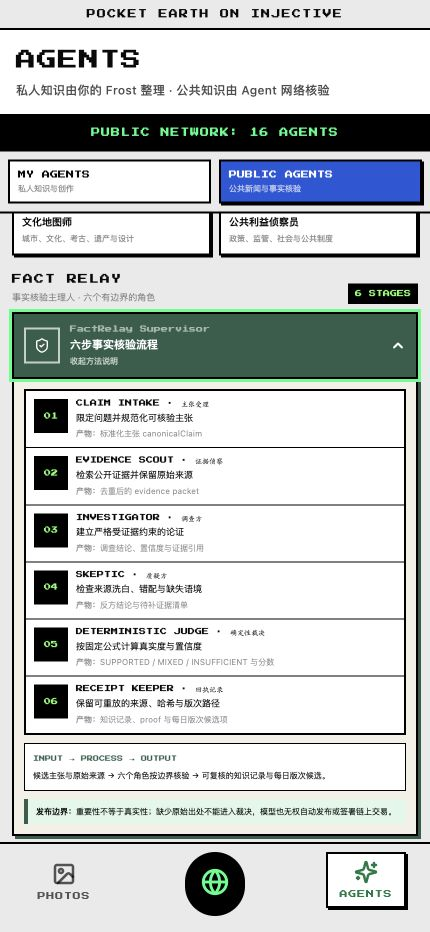 POCKET EARTH ON INJECTIVE
AGENTS
私人知识由你的 Frost 整理 · 公共知识由 Agent 网络核验
PUBLIC NETWORK: 16 AGENTS
MY AGENTS
私人知识与创作
PUBLIC AGENTS
公共新闻与事实核验
文化地图师
城市、文化、考古、遗产与设计
公共利益侦察员
政策、监管、社会与公共制度
FACT RELAY
事实核验主理人 · 六个有边界的角色
6 STAGES
FactRelay Supervisor
六步事实核验流程
收起方法说明
01
CLAIM INTAKE · 主张受理
限定问题并规范化可核验主张
产物：标准化主张 canonicalClaim
02
EVIDENCE SCOUT · 证据侦察
检索公开证据并保留原始来源
产物：去重后的 evidence packet
03
INVESTIGATOR · 调查方
建立严格受证据约束的论证
产物：调查结论、置信度与证据引用
04
SKEPTIC · 质疑方
检查来源洗白、错配与缺失语境
产物：反方结论与待补证据清单
05
DETERMINISTIC JUDGE · 确定性裁决
按固定公式计算真实度与置信度
产物：SUPPORTED / MIXED / INSUFFICIENT 与分数
06
RECEIPT KEEPER · 回执记录
保留可重放的来源、哈希与版次路径
产物：知识记录、proof 与每日版次候选项
INPUT → PROCESS → OUTPUT
候选主张与原始来源 → 六个角色按边界核验 → 可复核的知识记录与每日版次候选。
发布边界：重要性不等于真实性；缺少原始出处不能进入裁决，模型也无权自动发布或签署链上交易。
PHOTOS
AGENTS